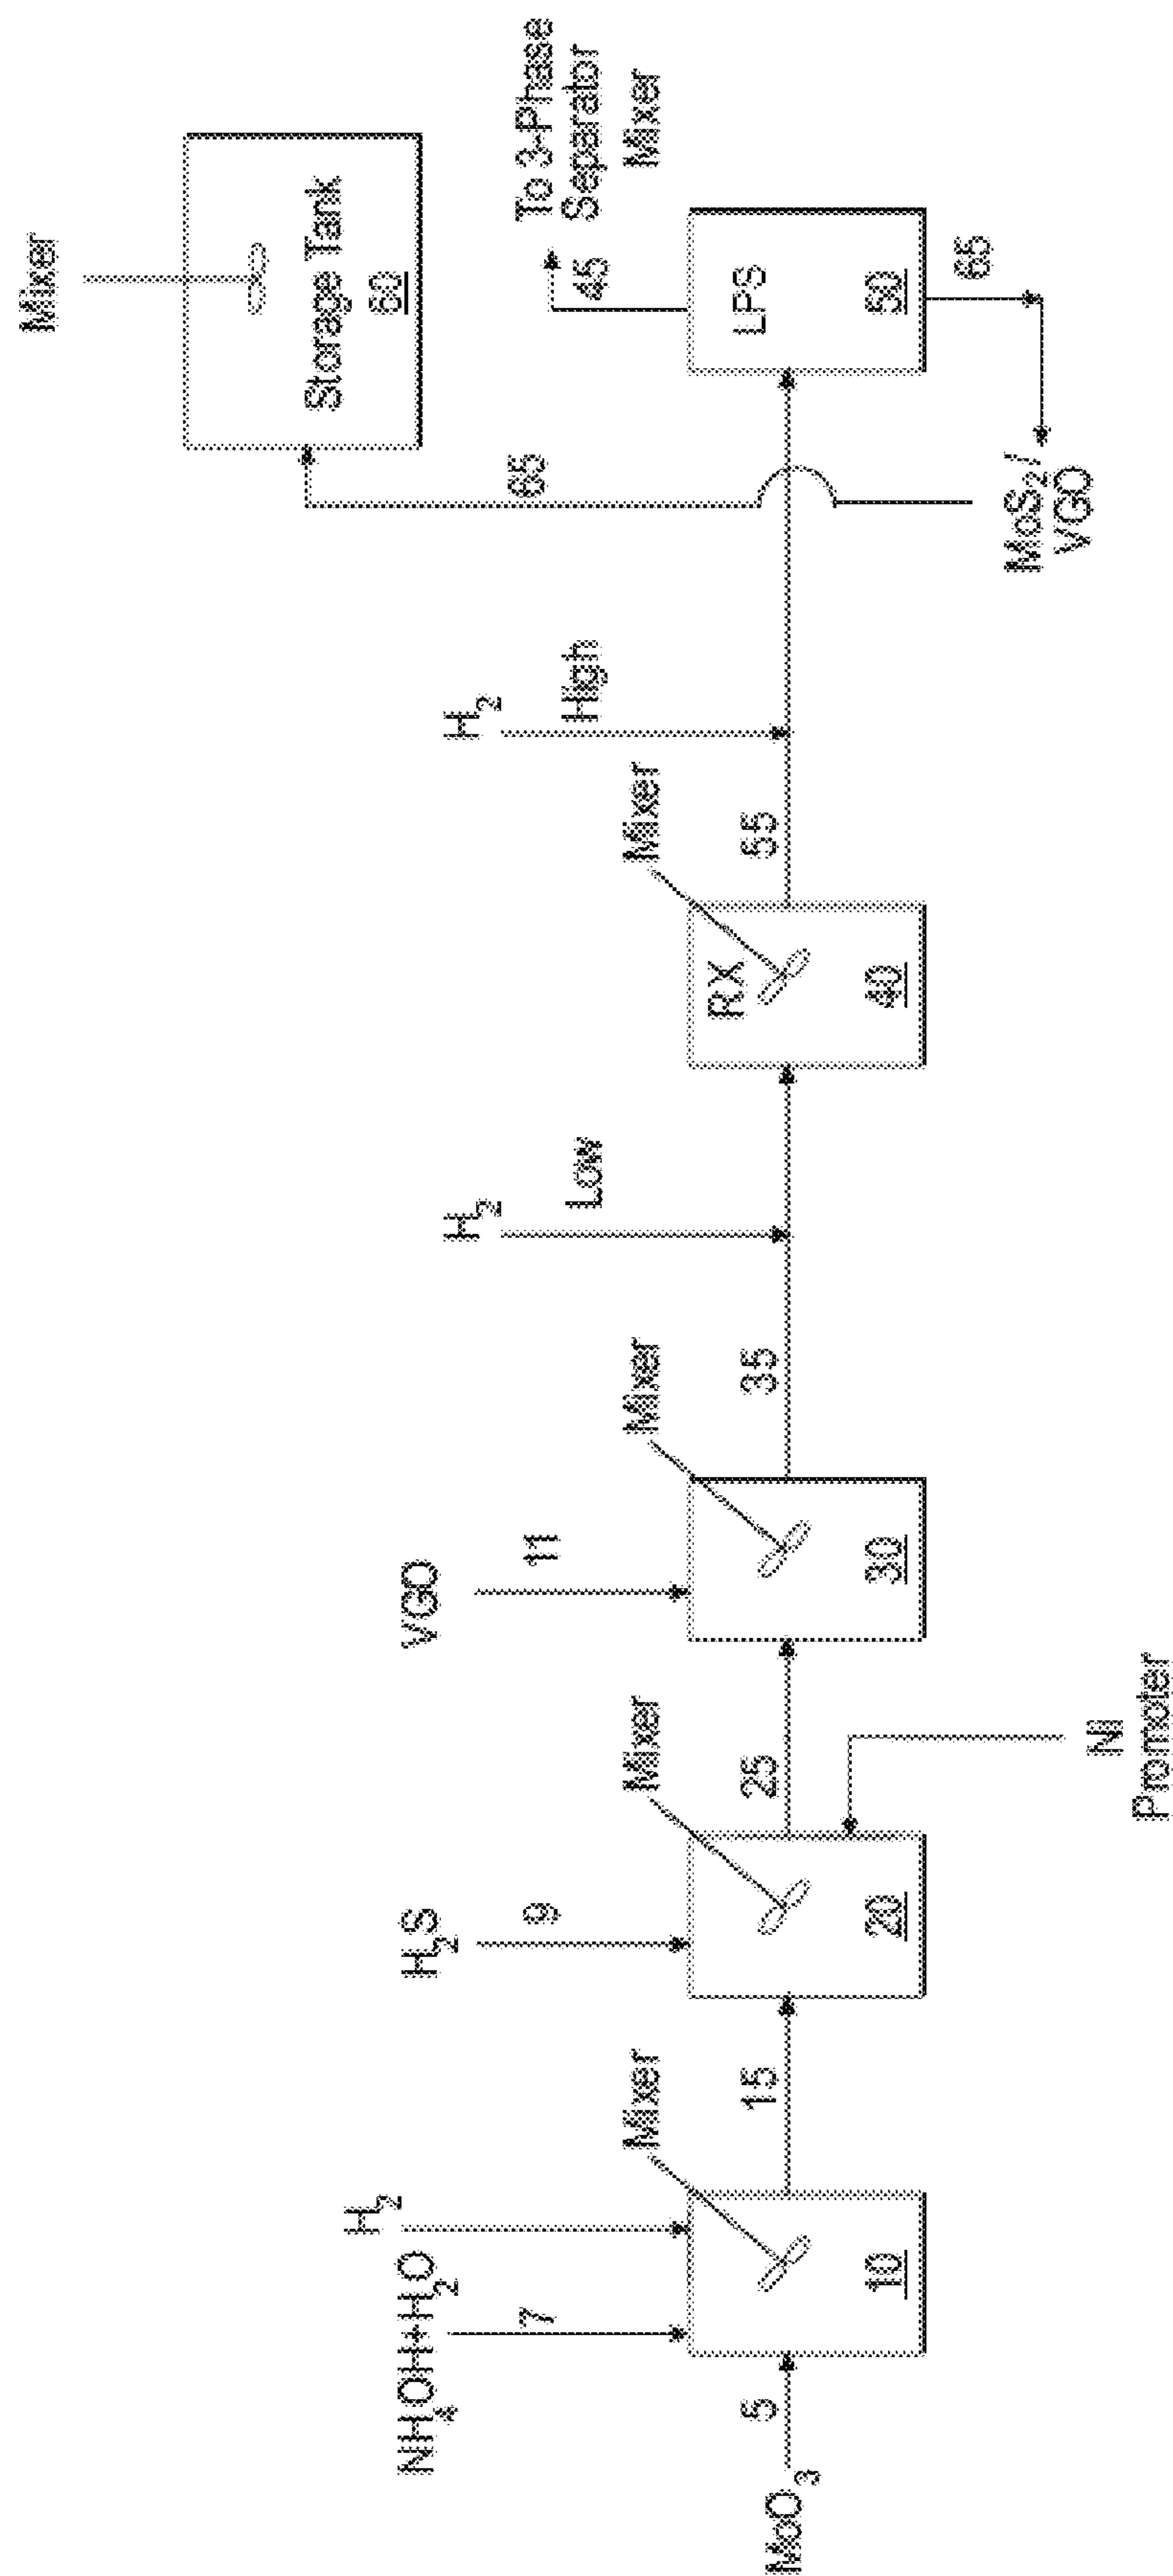 Mixer
Storage Tank
60
To 3-Phase
Separator
Mixer
45
LPS
50
65
65
MoS2/
VGO
H2
High
55
Mixer
RX
40
H2
Low
35
Mixer
VGO
11
30
25
Mixer
Ni
Promoter
H2S
9
20
15
Mixer
H2
NH4OH+H2O
7
10
5
MoO3